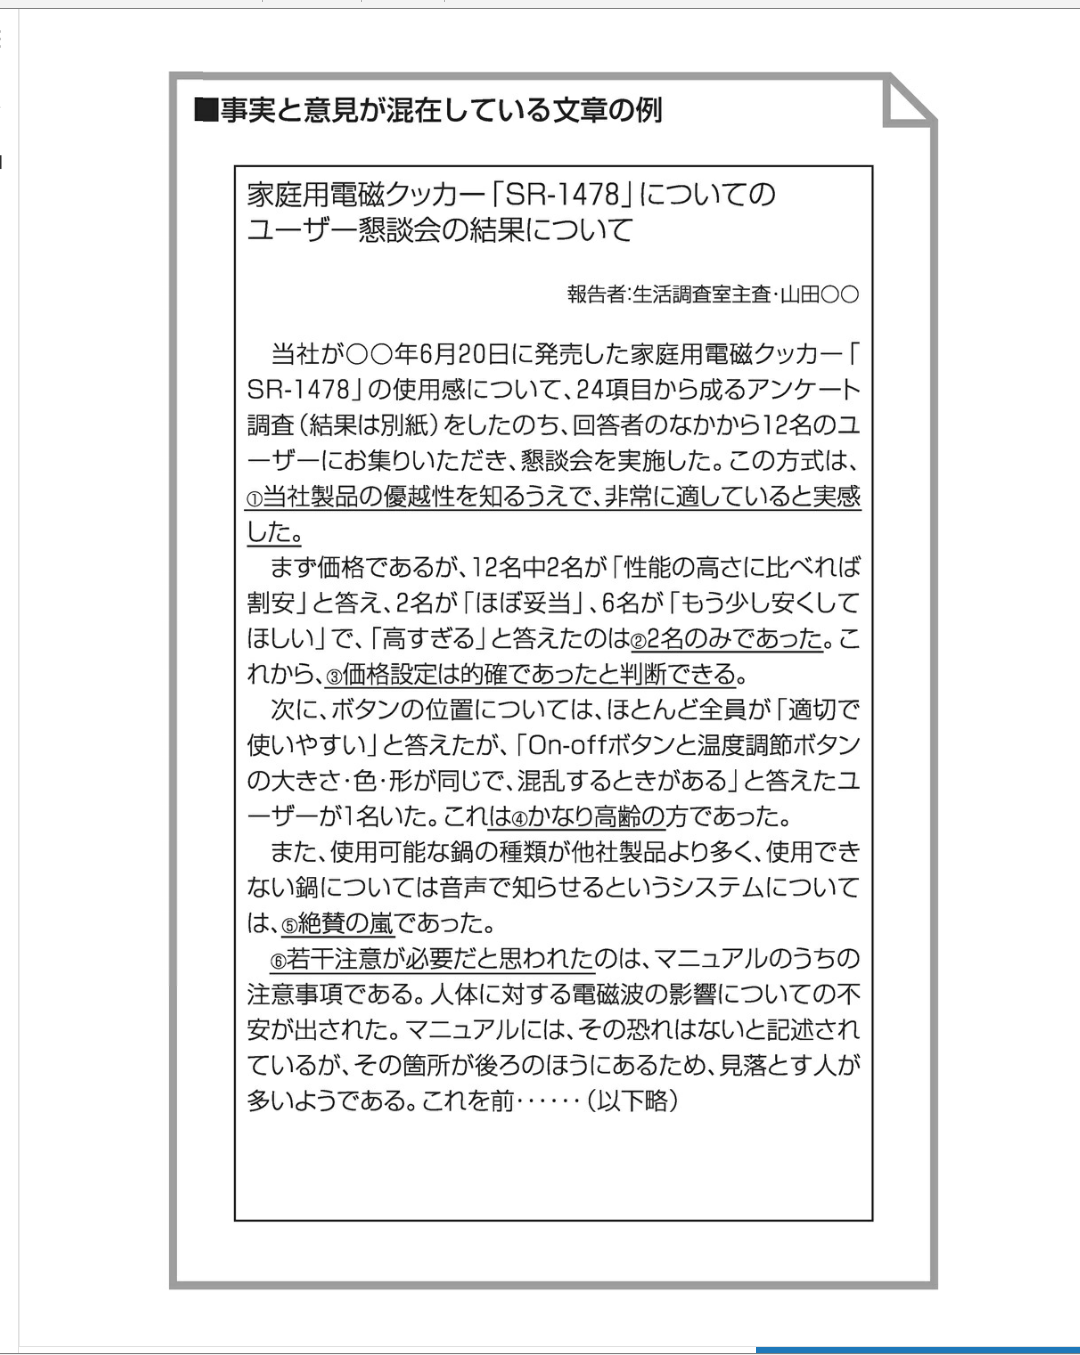 ■事実と意見が混在している文章の例
家庭用電磁クッカー「SR-1478」についての
ユーザー懇談会の結果について
報告者:生活調査室主査・山田○○
当社が○○年6月20日に発売した家庭用電磁クッカー「
SR-1478」の使用感について、24項目から成るアンケート
調査(結果は別紙)をしたのち、回答者のなかから12名のユ
ーザーにお集りいただき、懇談会を実施した。この方式は、
①当社製品の優越性を知るうえで、非常に適していると実感
した。
まず価格であるが、12名中2名が「性能の高さに比べれば
割安」と答え、2名が「ほぼ妥当」、6名が「もう少し安くして
ほしい」で、「高すぎる」と答えたのは②2名のみであった。こ
れから、③価格設定は的確であったと判断できる。
次に、ボタンの位置については、ほとんど全員が「適切で
使いやすい」と答えたが、「On-offボタンと温度調節ボタン
の大きさ・色・形が同じで、混乱するときがある」と答えたユ
ーザーが1名いた。これは④かなり高齢の方であった。
また、使用可能な鍋の種類が他社製品より多く、使用でき
ない鍋については音声で知らせるというシステムについて
は、⑤絶賛の嵐であった。
⑥若干注意が必要だと思われたのは、マニュアルのうちの
注意事項である。人体に対する電磁波の影響についての不
安が出された。マニュアルには、その恐れはないと記述され
ているが、その箇所が後ろのほうにあるため、見落とす人が
多いようである。これを前‥‥‥(以下略)